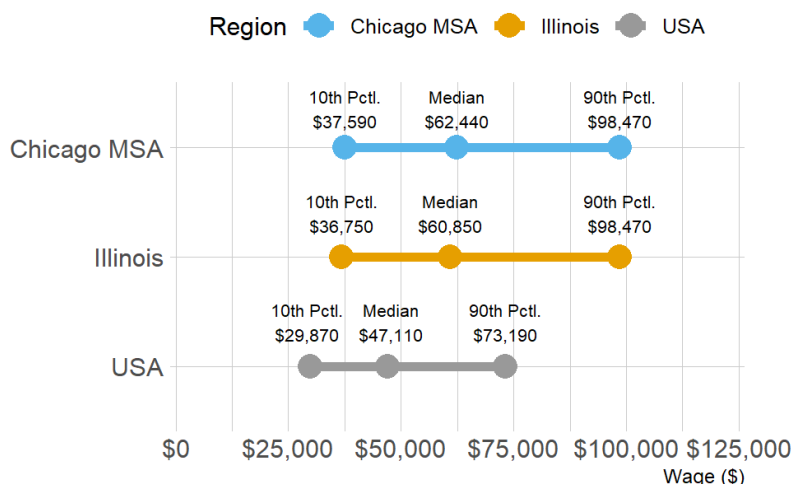 Region Chicago MSA Illinois USA
10th Pctl. Median 90th Pctl.
$37,590 $62,440 $98,470
Chicago MSA
10th Pctl. Median 90th Pctl.
$36,750 $60,850 $98,470
Illinois
10th Pctl. Median 90th Pctl.
$29,870 $47,110 $73,190
USA
$0 $25,000 $50,000 $75,000 $100,000 $125,000
Wage ($)